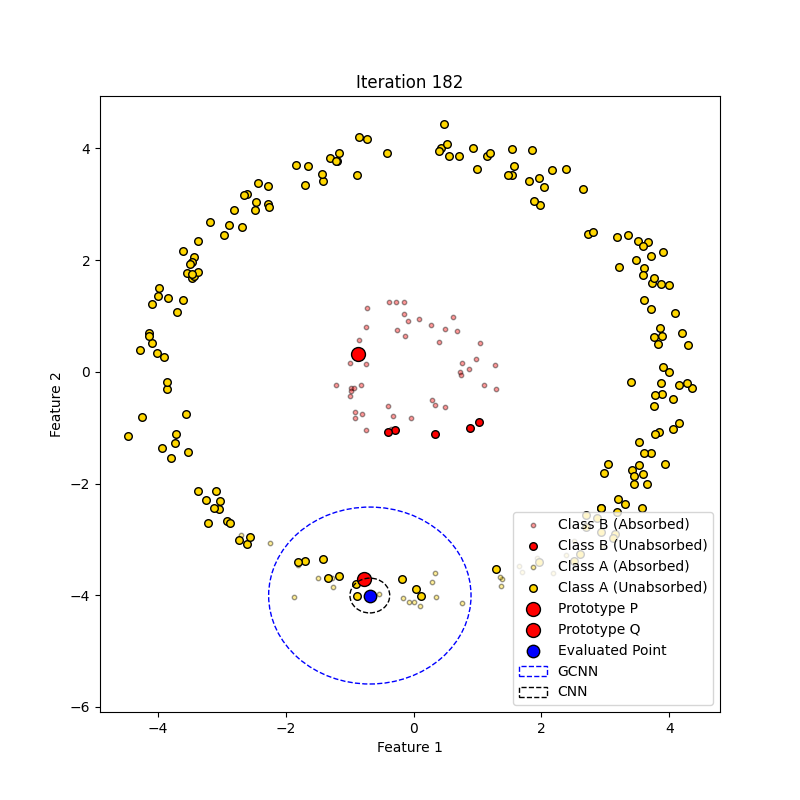 Iteration 182
Feature 2
4
2
0
−2
−4
−6
Class B (Absorbed)
Class B (Unabsorbed)
Class A (Absorbed)
Class A (Unabsorbed)
Prototype P
Prototype Q
Evaluated Point
GCNN
CNN
−4 −2 0 2 4
Feature 1